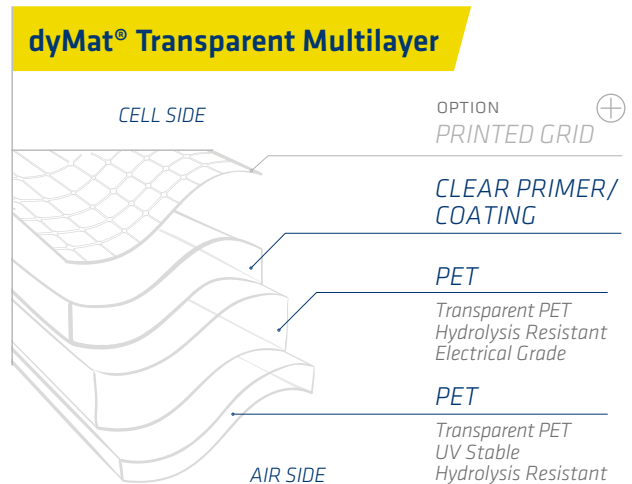 dyMat® Transparent Multilayer
CELL SIDE
OPTION
PRINTED GRID
CLEAR PRIMER/
COATING
PET
Transparent PET
Hydrolysis Resistant
Electrical Grade
PET
Transparent PET
UV Stable
Hydrolysis Resistant
AIR SIDE